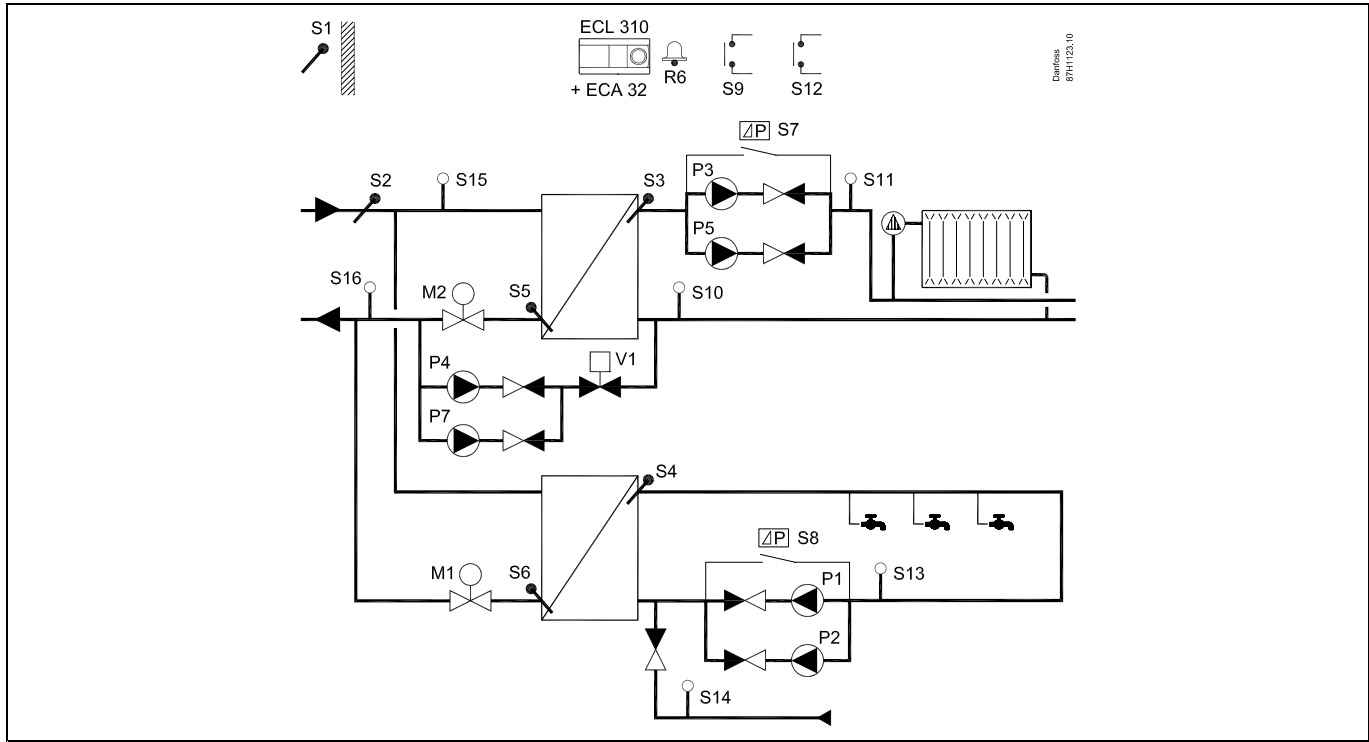 S1
ECL 310
+ ECA 32
R6
S9
S12
Danfoss
87H1123.10
ΔP S7
S2
S15
S3
P3
S11
P5
S16
M2
S5
S10
P4
V1
P7
S4
ΔP S8
M1
S6
P1
S13
P2
S14